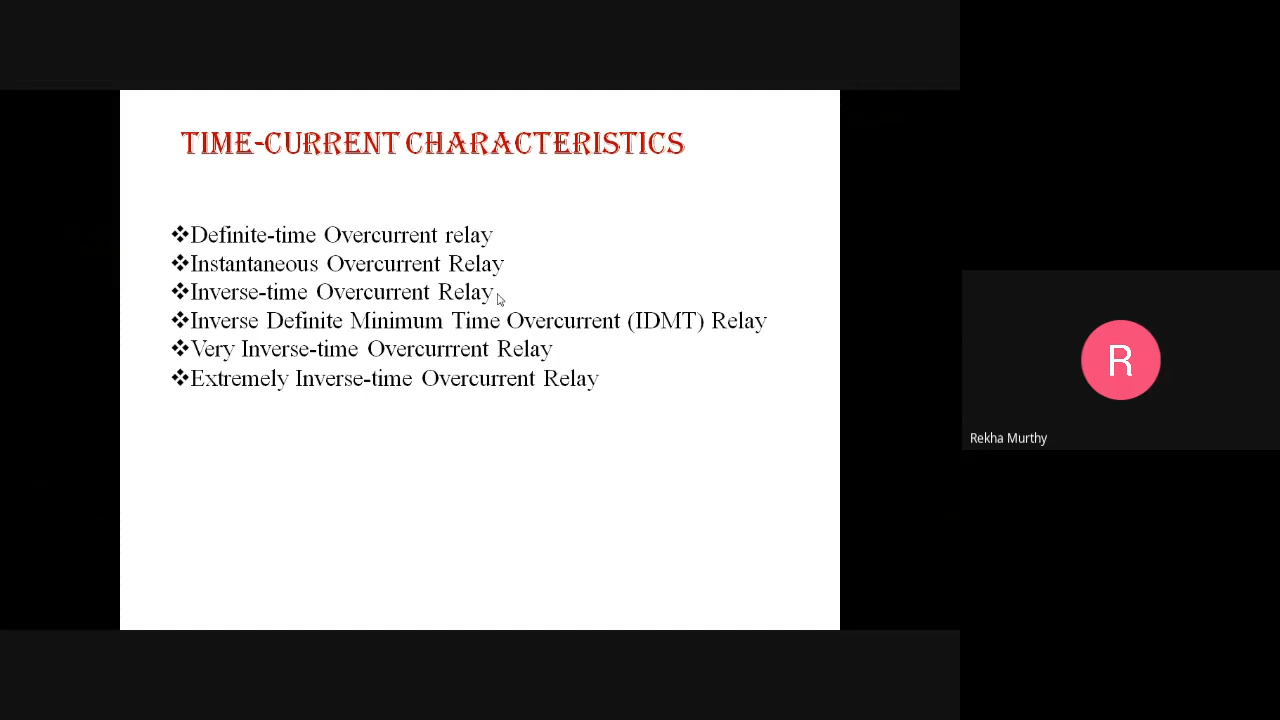 TIME-CURRENT CHARACTERISTICS
❖Definite-time Overcurrent relay
❖Instantaneous Overcurrent Relay
❖Inverse-time Overcurrent Relay
❖Inverse Definite Minimum Time Overcurrent (IDMT) Relay
❖Very Inverse-time Overcurrrent Relay
❖Extremely Inverse-time Overcurrent Relay
R
Rekha Murthy